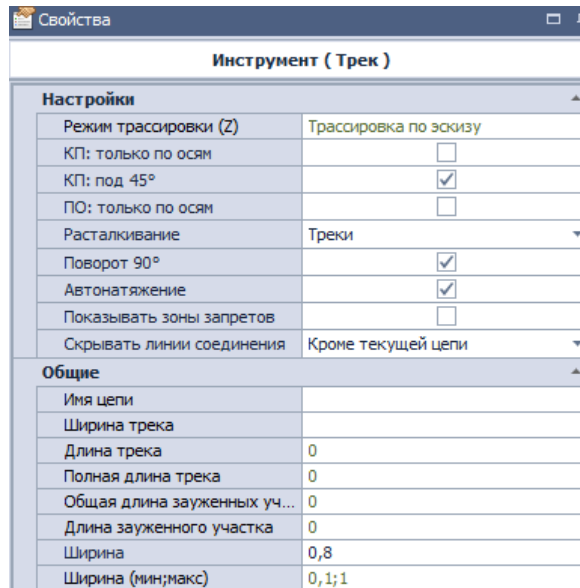 Свойства
Инструмент ( Трек )
Настройки
Режим трассировки (Z) Трассировка по эскизу
КП: только по осям
КП: под 45°
ПО: только по осям
Расталкивание Треки
Поворот 90°
Автонатяжение
Показывать зоны запретов
Скрывать линии соединения Кроме текущей цепи
Общие
Имя цепи
Ширина трека
Длина трека 0
Полная длина трека 0
Общая длина зауженных уч... 0
Длина зауженного участка 0
Ширина 0,8
Ширина (мин;макс) 0,1;1